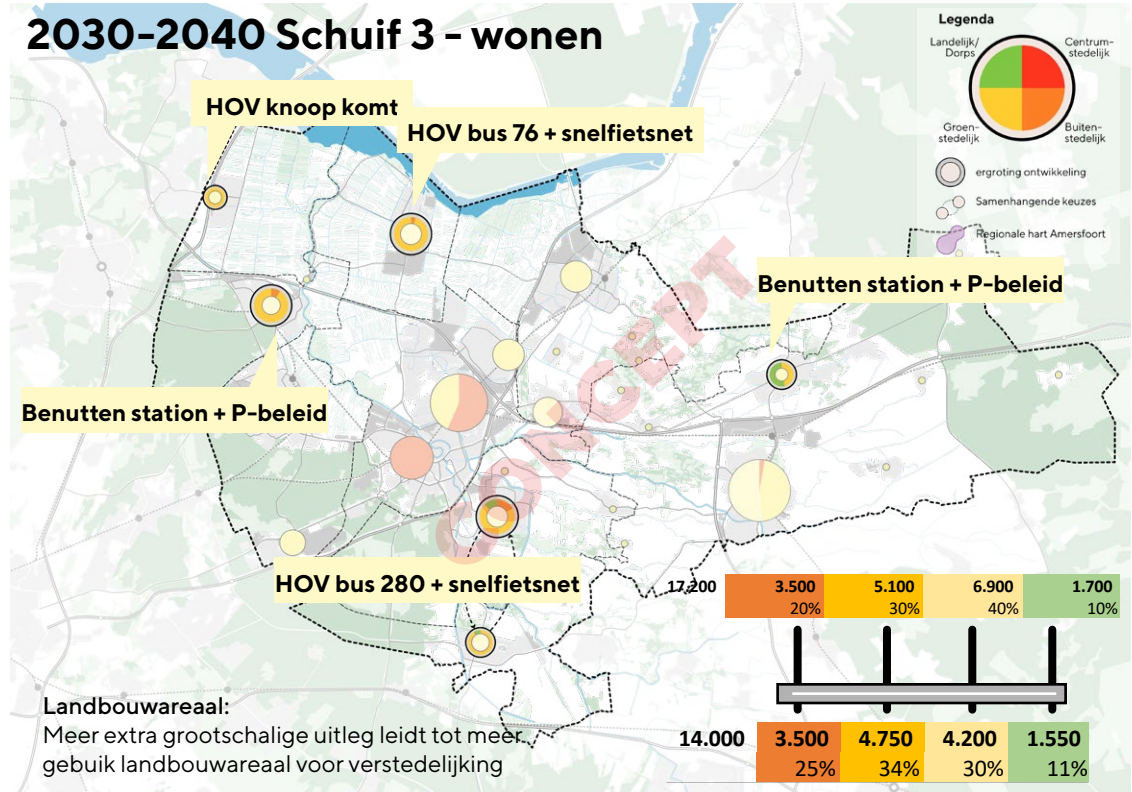 2030-2040 Schuif 3 - wonen
Legenda
Landelijk/
Dorps
Centrum-
stedelijk
Groen-
stedelijk
Buiten-
stedelijk
ergroting ontwikkeling
Samenhangende keuzes
Regionale hart Amersfoort
HOV knoop komt
HOV bus 76 + snelfietsnet
Benutten station + P-beleid
Benutten station + P-beleid
HOV bus 280 + snelfietsnet
CONCEPT
17.200 3.500 5.100 6.900 1.700
20% 30% 40% 10%
14.000 3.500 4.750 4.200 1.550
25% 34% 30% 11%
Landbouwareaal:
Meer extra grootschalige uitleg leidt tot meer
gebuik landbouwareaal voor verstedelijking